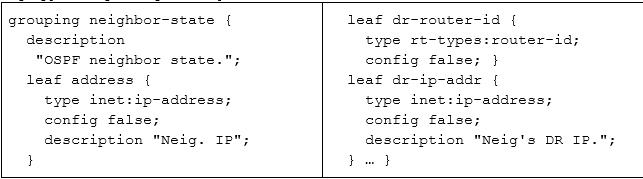 grouping neighbor-state {
description
"OSPF neighbor state.";
leaf address {
type inet:ip-address;
config false;
description "Neig. IP";
}
leaf dr-router-id {
type rt-types:router-id;
config false; }
leaf dr-ip-addr {
type inet:ip-address;
config false;
description "Neig's DR IP.";
} … }